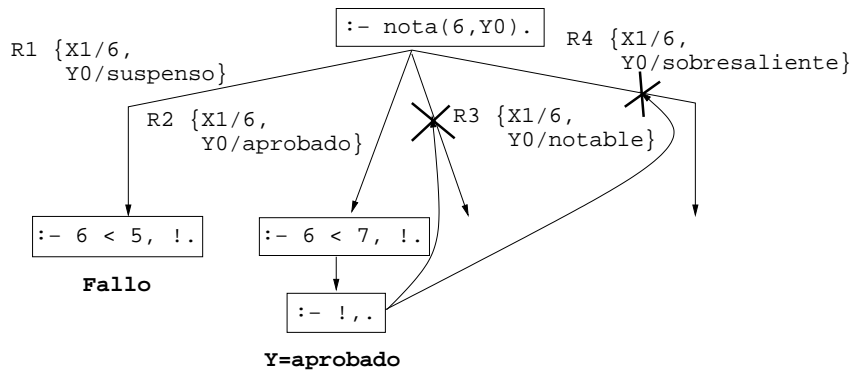 :- nota(6,Y0).
R1 {X1/6,
Y0/suspenso}
R2 {X1/6,
Y0/aprobado}
R3 {X1/6,
Y0/notable}
R4 {X1/6,
Y0/sobresaliente}
:- 6 < 5, !.
Fallo
:- 6 < 7, !.
:- !,.
Y=aprobado